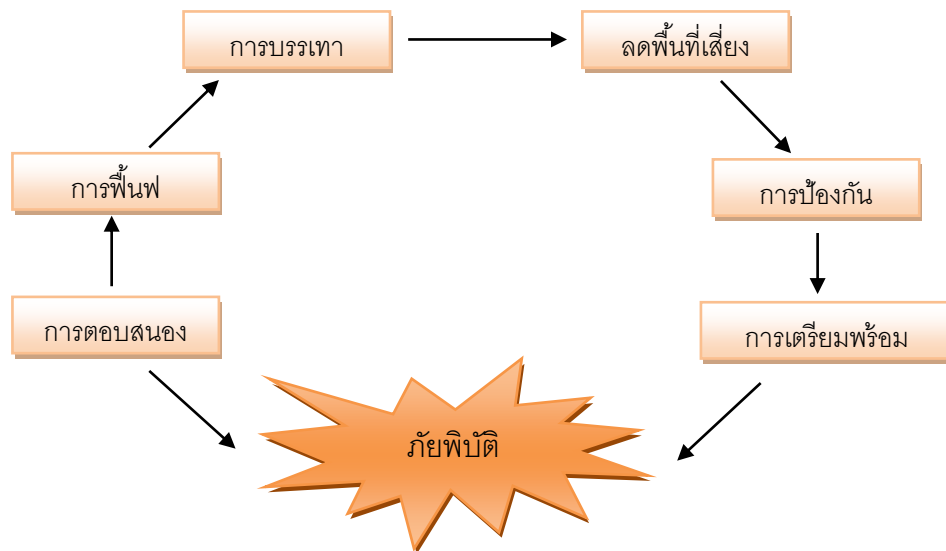 การบรรเทา
ลดพื้นที่เสี่ยง
การฟื้นฟ
การป้องกัน
การตอบสนอง
การเตรียมพร้อม
ภัยพิบัติ